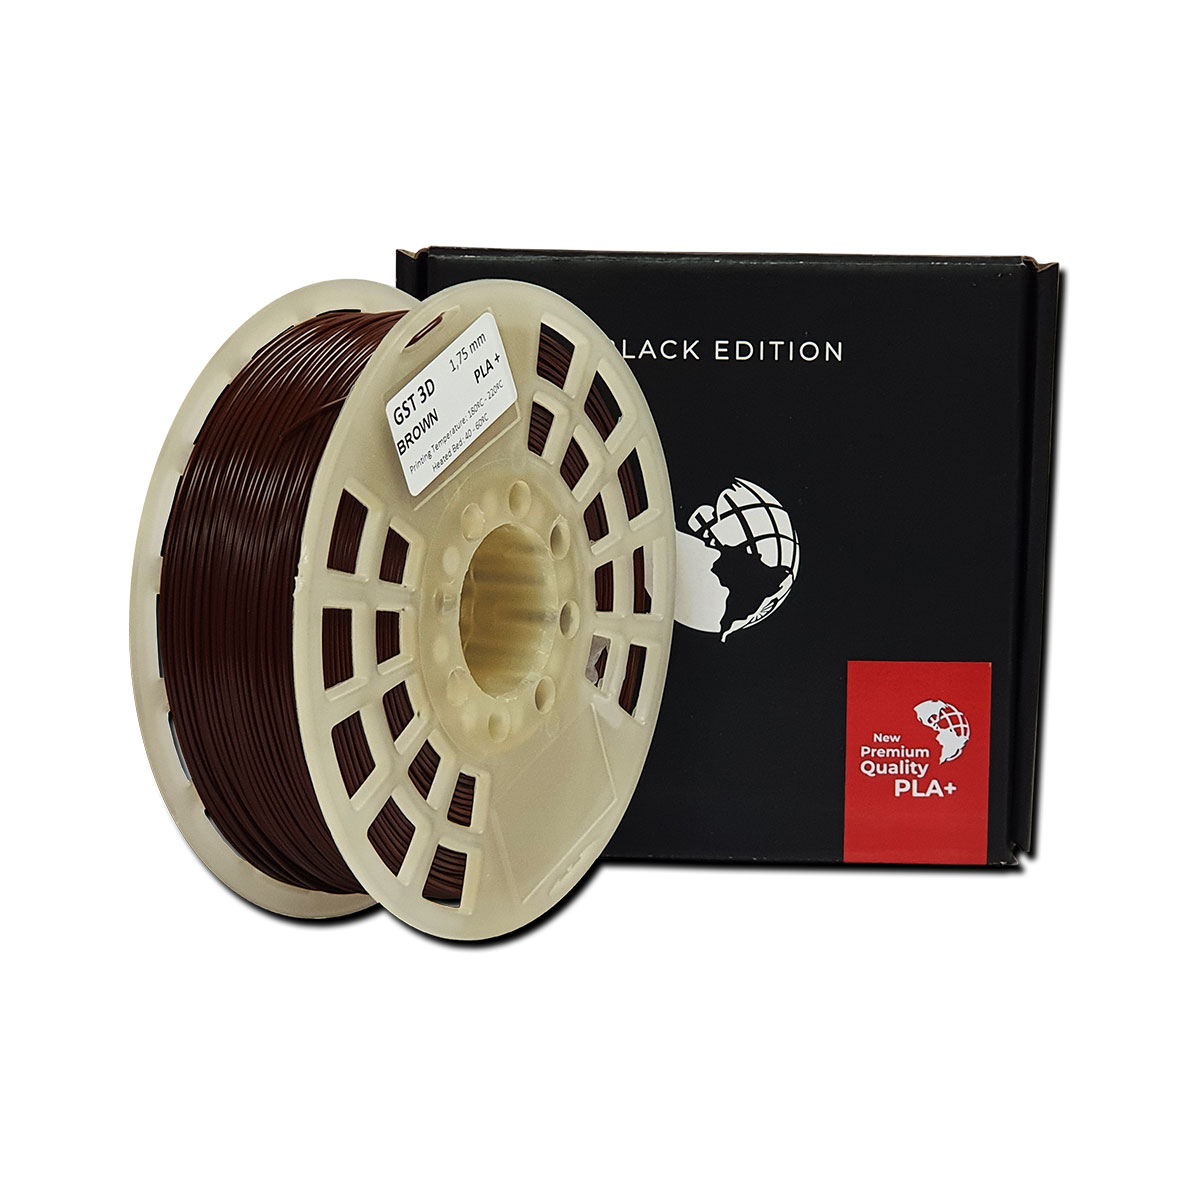 BLACK EDITION
GST 3D 1,75 mm
BROWN PLA +
Printing Temperature: 180ºC - 220ºC
Heated Bed: 40 - 60ºC
New
Premium
Quality
PLA+